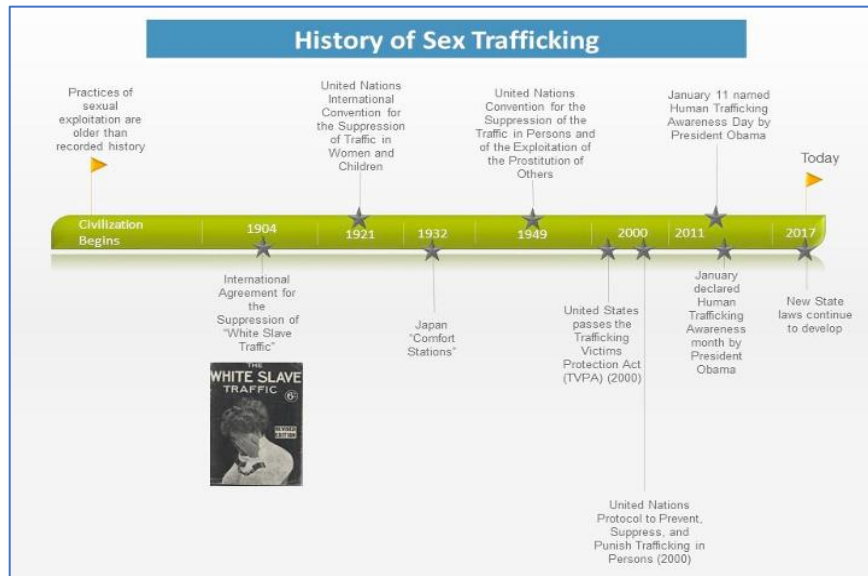 History of Sex Trafficking
Practices of
sexual
exploitation are
older than
recorded history
United Nations
International
Convention for
the Suppression
of Traffic in
Women and
Children
United Nations
Convention for the
Suppression of the
Traffic in Persons and
of the Exploitation of
the Prostitution of
Others
January 11 named
Human Trafficking
Awareness Day by
President Obama
Today
Civilization
Begins
1904
1921
1932
1949
2000
2011
2017
International
Agreement for
the
Suppression of
“White Slave
Traffic”
Japan
“Comfort
Stations”
United States
passes the
Trafficking
Victims
Protection Act
(TVPA) (2000)
January
declared
Human
Trafficking
Awareness
month by
President
Obama
New State
laws continue
to develop
THE
WHITE SLAVE
TRAFFIC
6D
EDITION
United Nations
Protocol to Prevent,
Suppress, and
Punish Trafficking in
Persons (2000)